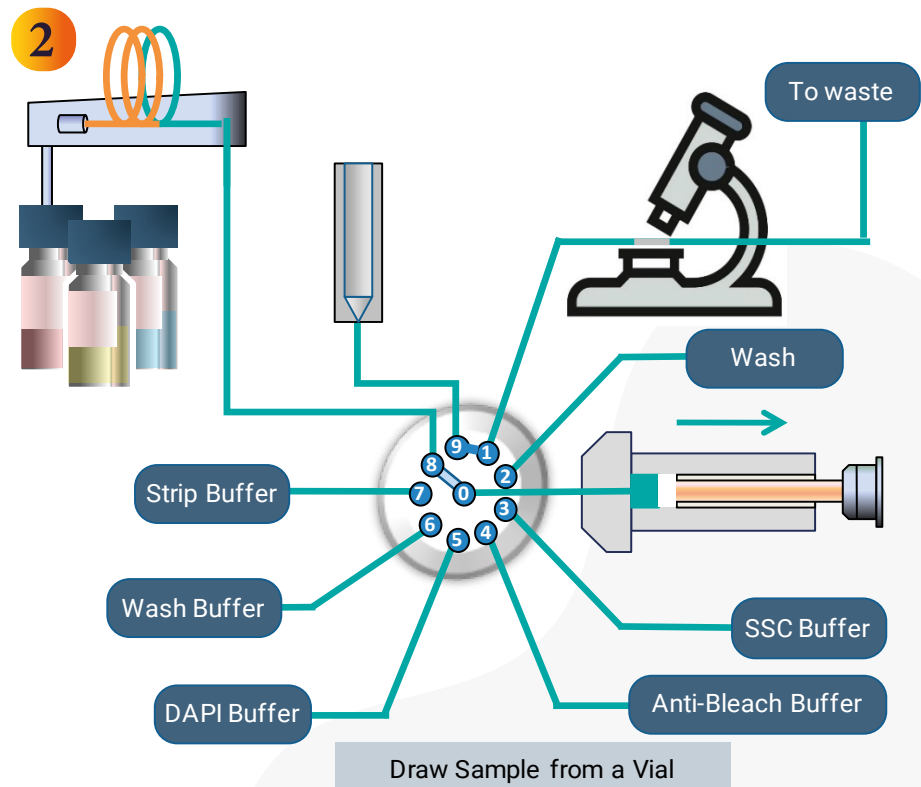 2
To waste
Wash
9
1
8
2
Strip Buffer
7
0
3
6
5
4
Wash Buffer
SSC Buffer
DAPI Buffer
Anti-Bleach Buffer
Draw Sample from a Vial